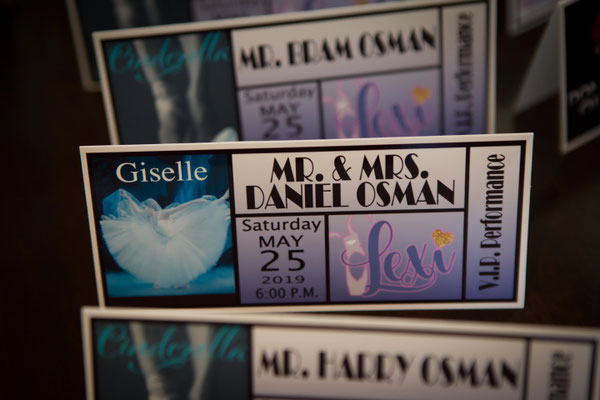 Cinderella
MR. BRAM OSMAN
Saturday
MAY
25
Lexi
V.I.P. Performance
Giselle
MR. & MRS.
DANIEL OSMAN
Saturday
MAY
25
2019
6:00 P.M.
Lexi
V.I.P. Performance
Cinderella
MR. HARRY OSMAN